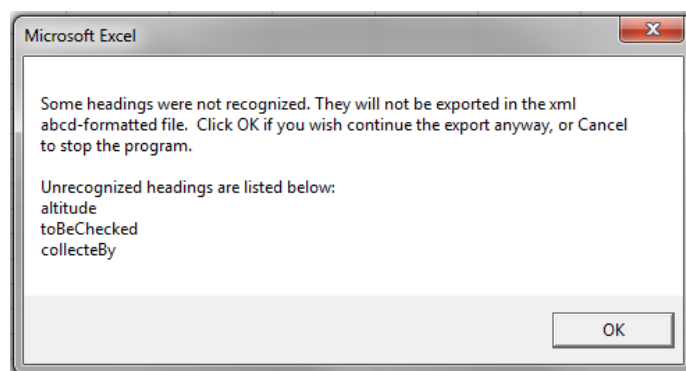 Microsoft Excel
Some headings were not recognized. They will not be exported in the xml
abcd-formatted file. Click OK if you wish continue the export anyway, or Cancel
to stop the program.
Unrecognized headings are listed below:
altitude
toBeChecked
collecteBy
OK